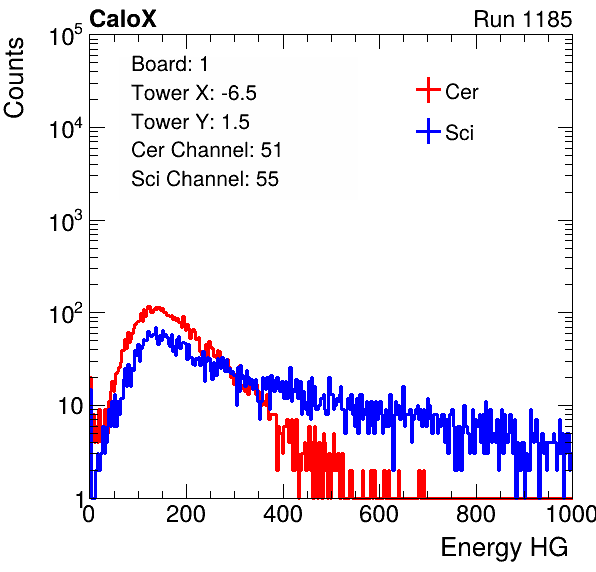 CaloX Run 1185
Counts
10^5
10^4
10^3
10^2
10
1
Board: 1
Tower X: -6.5
Tower Y: 1.5
Cer Channel: 51
Sci Channel: 55
Cer
Sci
0 200 400 600 800 1000
Energy HG